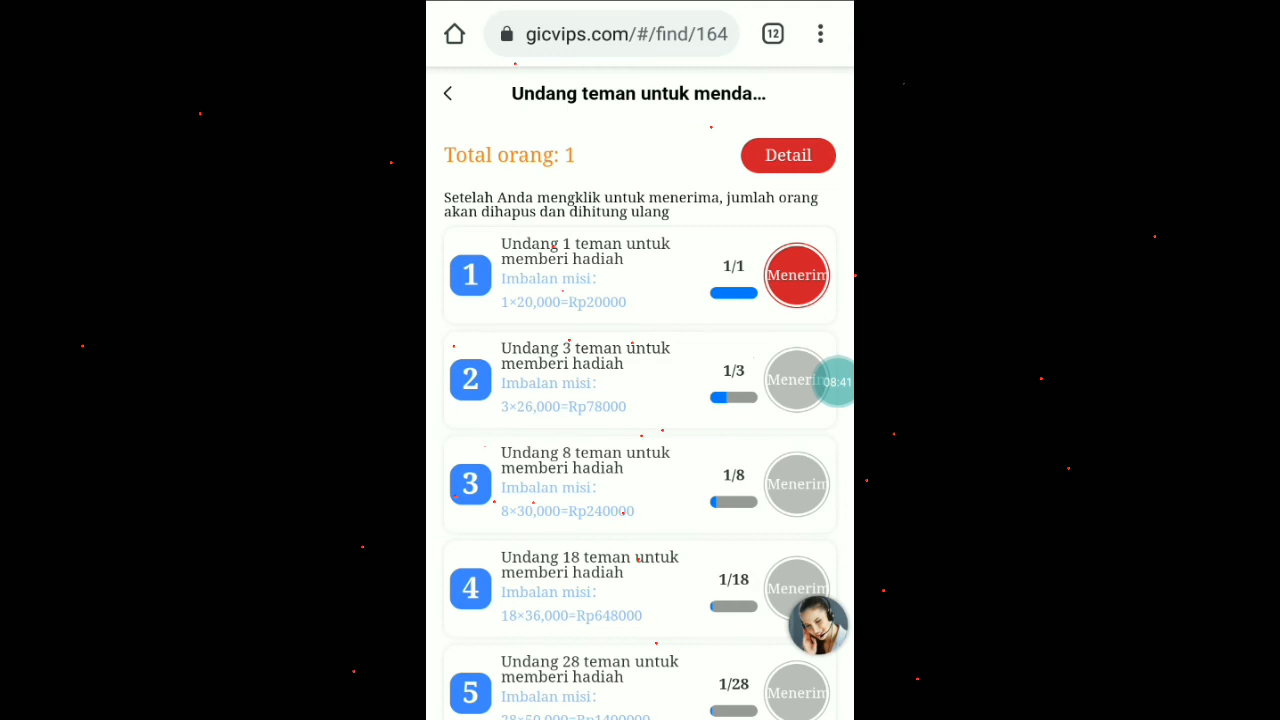 gicvips.com/#/find/164
12
Undang teman untuk menda...
Total orang: 1
Detail
Setelah Anda mengklik untuk menerima, jumlah orang
akan dihapus dan dihitung ulang
1
Undang 1 teman untuk
memberi hadiah
Imbalan misi:
1×20,000=Rp20000
1/1
Menerim
2
Undang 3 teman untuk
memberi hadiah
Imbalan misi:
3×26,000=Rp78000
1/3
Menerim
08:41
3
Undang 8 teman untuk
memberi hadiah
Imbalan misi:
8×30,000=Rp240000
1/8
Menerim
4
Undang 18 teman untuk
memberi hadiah
Imbalan misi:
18×36,000=Rp648000
1/18
Menerim
5
Undang 28 teman untuk
memberi hadiah
Imbalan misi:
28×50,000=Rp1400000
1/28
Menerim